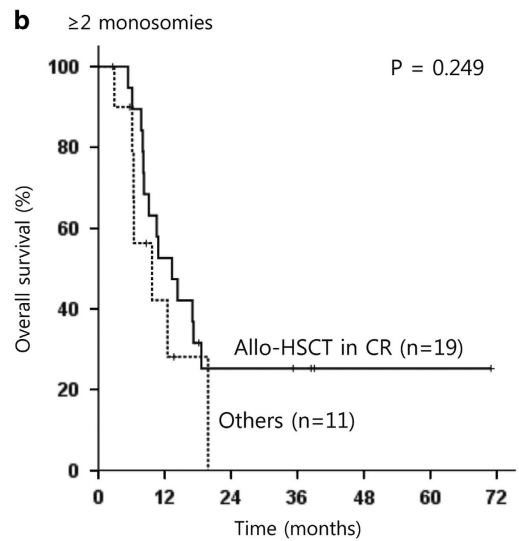 b ≥2 monosomies
P = 0.249
100
80
60
40
20
0
Overall survival (%)
Allo-HSCT in CR (n=19)
Others (n=11)
0 12 24 36 48 60 72
Time (months)